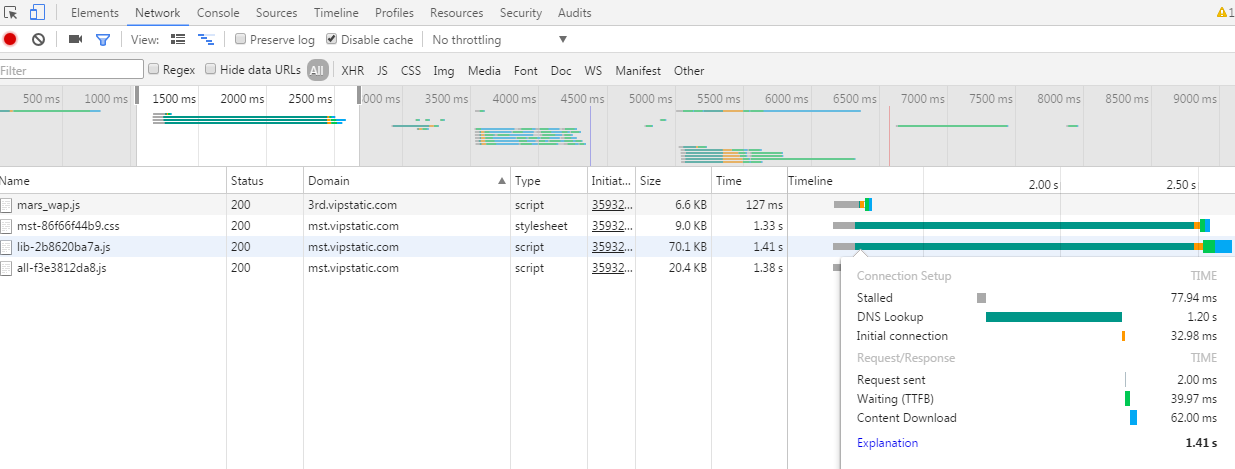 Elements Network Console Sources Timeline Profiles Resources Security Audits 1
View: Preserve log Disable cache No throttling
Filter Regex Hide data URLs All XHR JS CSS Img Media Font Doc WS Manifest Other
500 ms 1000 ms 1500 ms 2000 ms 2500 ms 000 ms 3500 ms 4000 ms 4500 ms 5000 ms 5500 ms 6000 ms 6500 ms 7000 ms 7500 ms 8000 ms 8500 ms 9000 ms
Name Status Domain Type Initiat... Size Time Timeline 2.00 s 2.50 s
mars_wap.js 200 3rd.vipstatic.com script 35932... 6.6 KB 127 ms
mst-86f66f44b9.css 200 mst.vipstatic.com stylesheet 35932... 9.0 KB 1.33 s
lib-2b8620ba7a.js 200 mst.vipstatic.com script 35932... 70.1 KB 1.41 s
all-f3e3812da8.js 200 mst.vipstatic.com script 35932... 20.4 KB 1.38 s
Connection Setup TIME
Stalled 77.94 ms
DNS Lookup 1.20 s
Initial connection 32.98 ms
Request/Response TIME
Request sent 2.00 ms
Waiting (TTFB) 39.97 ms
Content Download 62.00 ms
Explanation 1.41 s